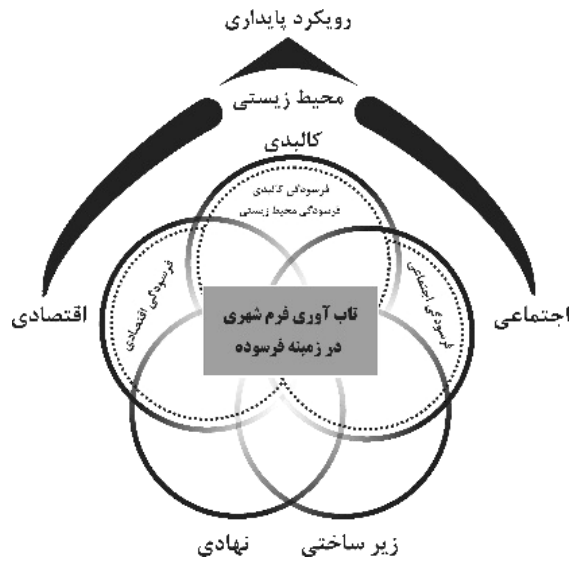 رویکرد پایداری
محیط زیستی
کالبدی
فرسودگی کالبدی
فرسودگی محیط زیستی
فرسودگی اقتصادی
فرسودگی اجتماعی
اقتصادی
اجتماعی
تاب آوری فرم شهری
در زمینه فرسوده
نهادی
زیر ساختی